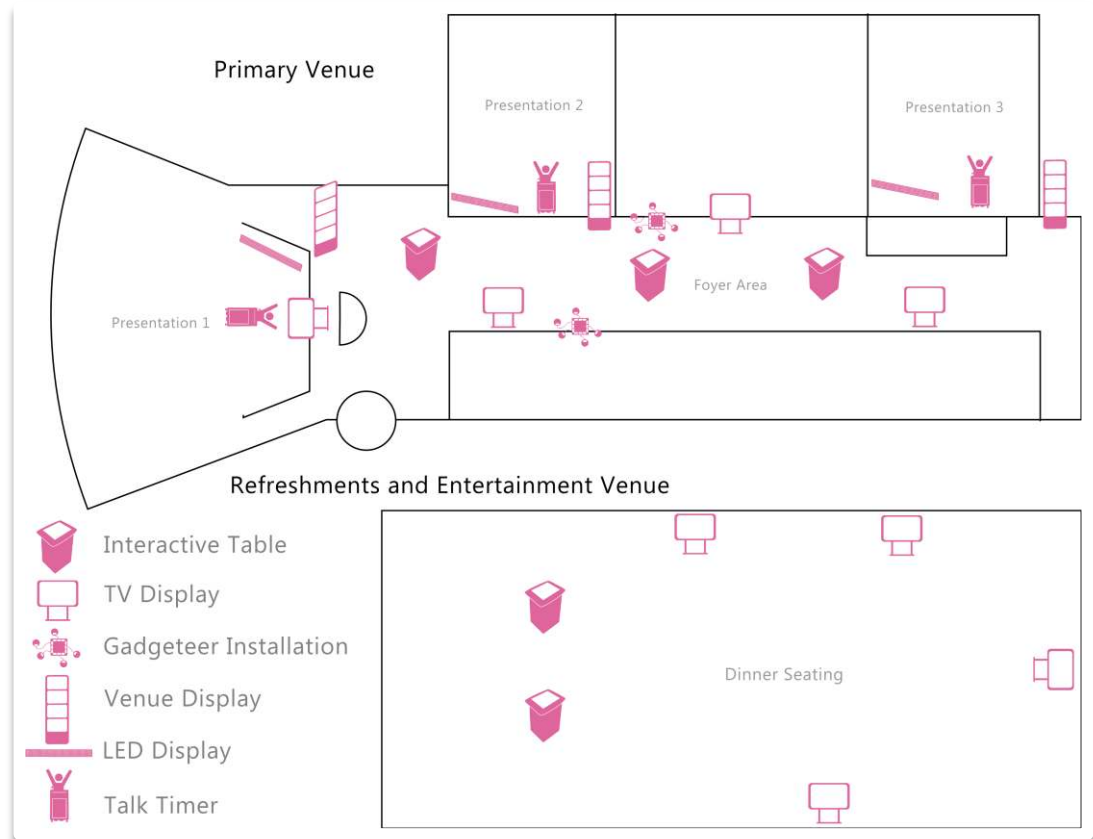 Primary Venue
Presentation 2
Presentation 3
Presentation 1
Foyer Area
Refreshments and Entertainment Venue
Interactive Table
TV Display
Gadgeteer Installation
Venue Display
LED Display
Talk Timer
Dinner Seating